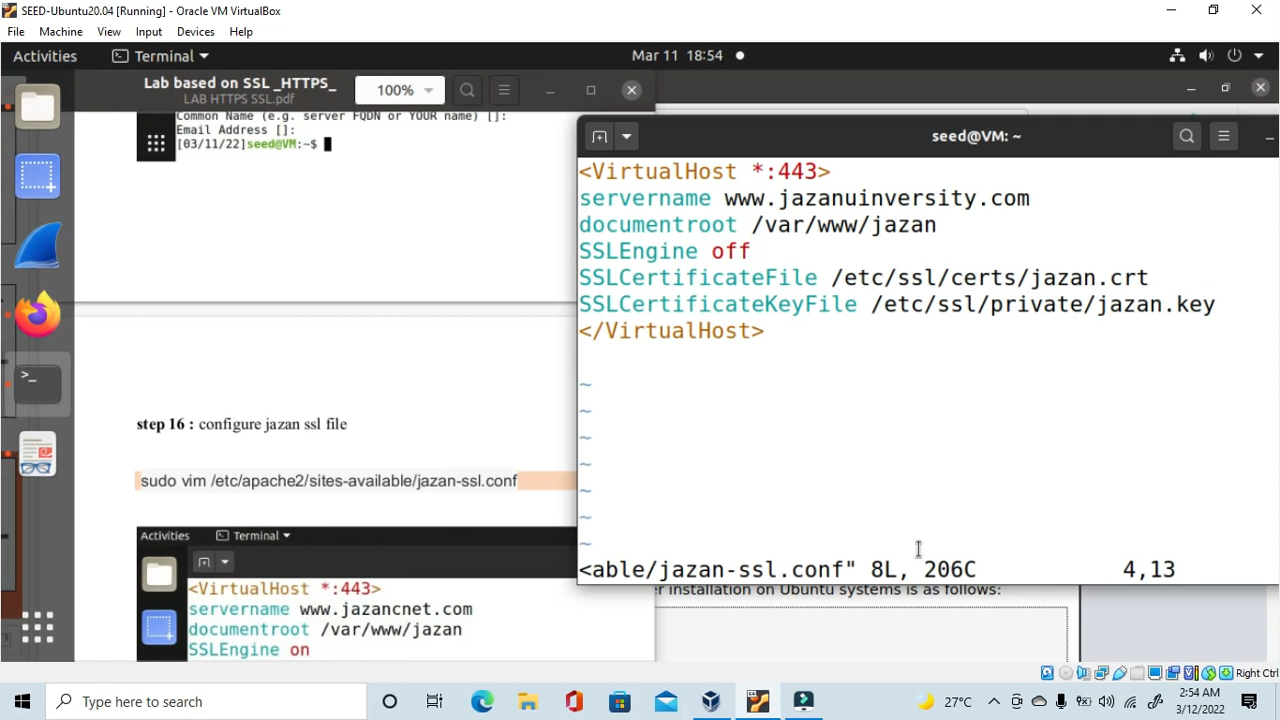 SEED-Ubuntu20.04 [Running] - Oracle VM VirtualBox
File Machine View Input Devices Help
Activities Terminal Mar 11 18:54
Lab based on SSL _HTTPS_
LAB HTTPS SSL.pdf
100%
Common Name (e.g. server FQDN or YOUR name) []:
Email Address []:
[03/11/22]seed@VM:~$
step 16 : configure jazan ssl file
sudo vim /etc/apache2/sites-available/jazan-ssl.conf
Activities Terminal
<VirtualHost *:443>
servername www.jazancnet.com
documentroot /var/www/jazan
SSLEngine on
seed@VM: ~
<VirtualHost *:443>
servername www.jazanuinversity.com
documentroot /var/www/jazan
SSLEngine off
SSLCertificateFile /etc/ssl/certs/jazan.crt
SSLCertificateKeyFile /etc/ssl/private/jazan.key
</VirtualHost>
~
~
~
~
~
~
~
<able/jazan-ssl.conf" 8L, 206C 4,13
er installation on Ubuntu systems is as follows:
Right Ctrl
Type here to search
27°C
2:54 AM
3/12/2022